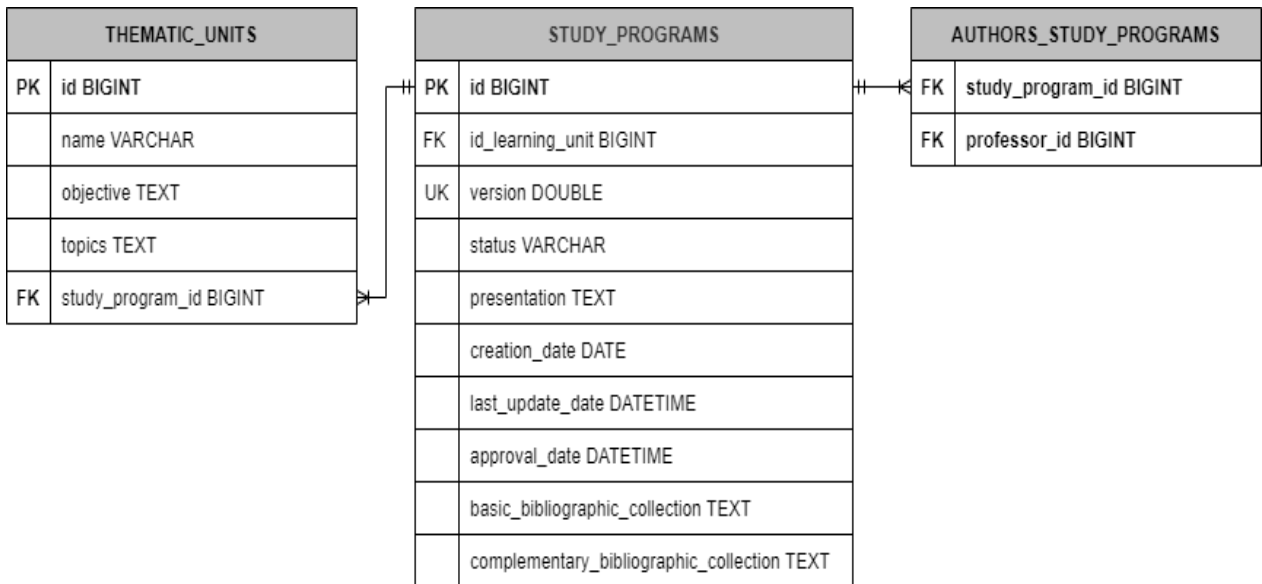 THEMATIC_UNITS
PK id BIGINT
name VARCHAR
objective TEXT
topics TEXT
FK study_program_id BIGINT
STUDY_PROGRAMS
PK id BIGINT
FK id_learning_unit BIGINT
UK version DOUBLE
status VARCHAR
presentation TEXT
creation_date DATE
last_update_date DATETIME
approval_date DATETIME
basic_bibliographic_collection TEXT
complementary_bibliographic_collection TEXT
AUTHORS_STUDY_PROGRAMS
FK study_program_id BIGINT
FK professor_id BIGINT